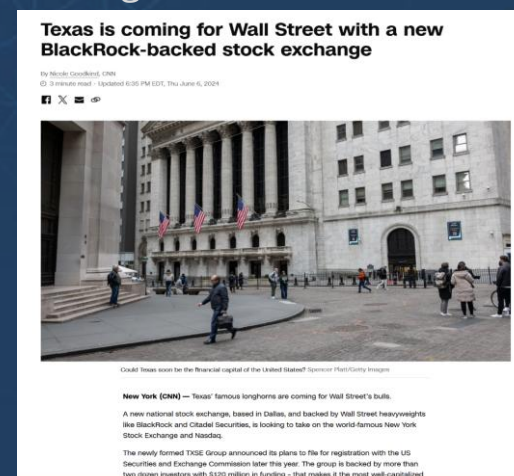 Texas is coming for Wall Street with a new
BlackRock-backed stock exchange
By Nicole Goodkind, CNN
3 minute read · Updated 6:35 PM EDT, Thu June 6, 2024
Could Texas soon be the financial capital of the United States? Spencer Platt/Getty Images
New York (CNN) — Texas' famous longhorns are coming for Wall Street's bulls.
A new national stock exchange, based in Dallas, and backed by Wall Street heavyweights
like BlackRock and Citadel Securities, is looking to take on the world-famous New York
Stock Exchange and Nasdaq.
The newly formed TXSE Group announced its plans to file for registration with the US
Securities and Exchange Commission later this year. The group is backed by more than
two dozen investors with $120 million in funding – that makes it the most well-capitalized